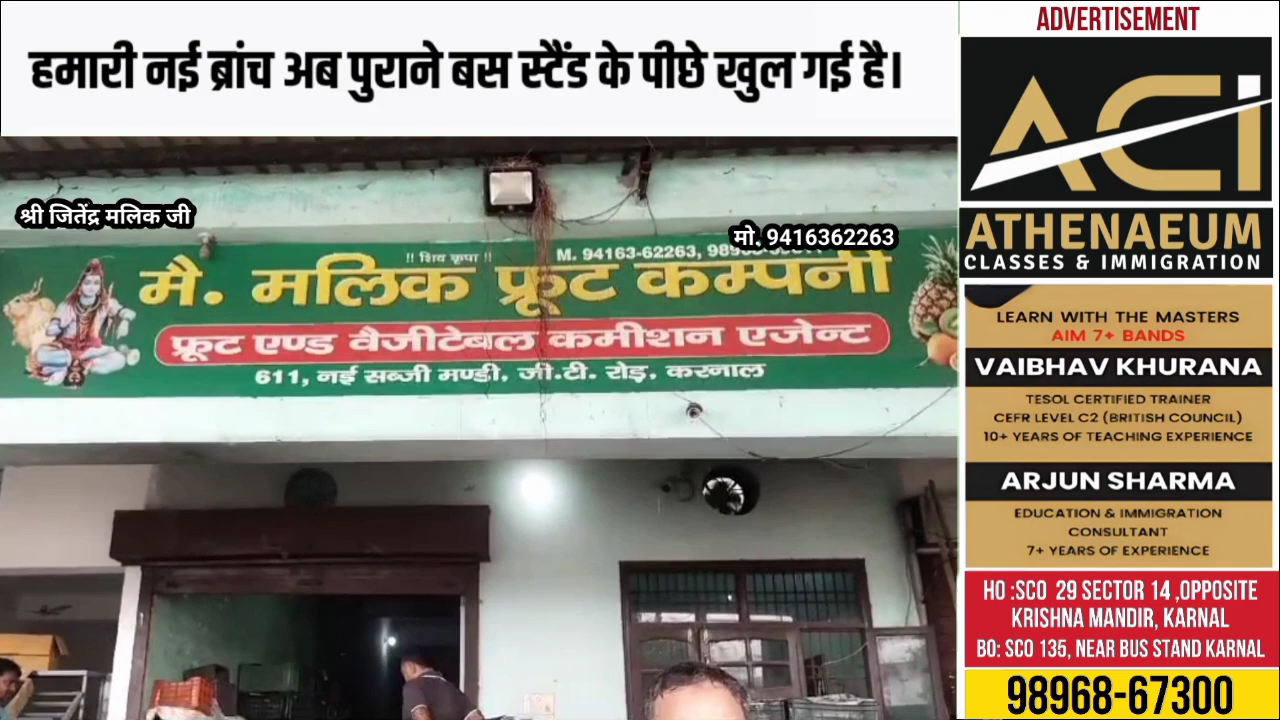 हमारी नई ब्रांच अब पुराने बस स्टैंड के पीछे खुल गई है।
श्री जितेंद्र मलिक जी
मो. 9416362263
!! शिव कृपा !!
M. 94163-62263,
मै. मलिक फ्रूट कम्पनी
फ्रूट एण्ड वैजीटेबल कमीशन एजेन्ट
611, नई सब्जी मण्डी, जी.टी. रोड़, करनाल
ADVERTISEMENT
ACI
ATHENAEUM
CLASSES & IMMIGRATION
LEARN WITH THE MASTERS
AIM 7+ BANDS
VAIBHAV KHURANA
TESOL CERTIFIED TRAINER
CEFR LEVEL C2 (BRITISH COUNCIL)
10+ YEARS OF TEACHING EXPERIENCE
ARJUN SHARMA
EDUCATION & IMMIGRATION
CONSULTANT
7+ YEARS OF EXPERIENCE
HO :SCO 29 SECTOR 14 ,OPPOSITE
KRISHNA MANDIR, KARNAL
BO: SCO 135, NEAR BUS STAND KARNAL
98968-67300